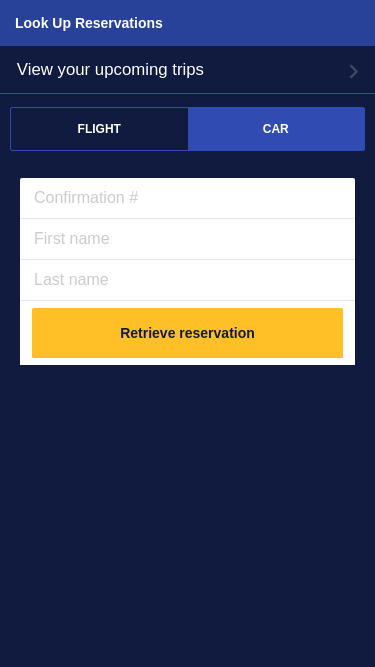 Look Up Reservations
View your upcoming trips
FLIGHT
CAR
Confirmation #
First name
Last name
Retrieve reservation